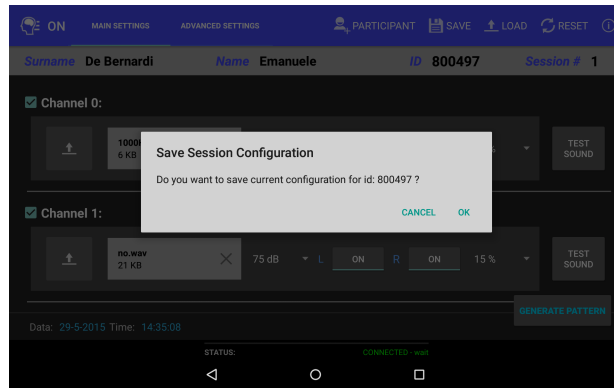 ON MAIN SETTINGS ADVANCED SETTINGS PARTICIPANT SAVE LOAD RESET
Surname De Bernardi Name Emanuele ID 800497 Session # 1
Channel 0:
6 KB
TEST SOUND
Save Session Configuration
Do you want to save current configuration for id: 800497 ?
CANCEL OK
Channel 1:
no.wav
21 KB
75 dB L ON R ON 15 %
TEST SOUND
GENERATE PATTERN
Data: 29-5-2015 Time: 14:35:08
STATUS: CONNECTED - wait